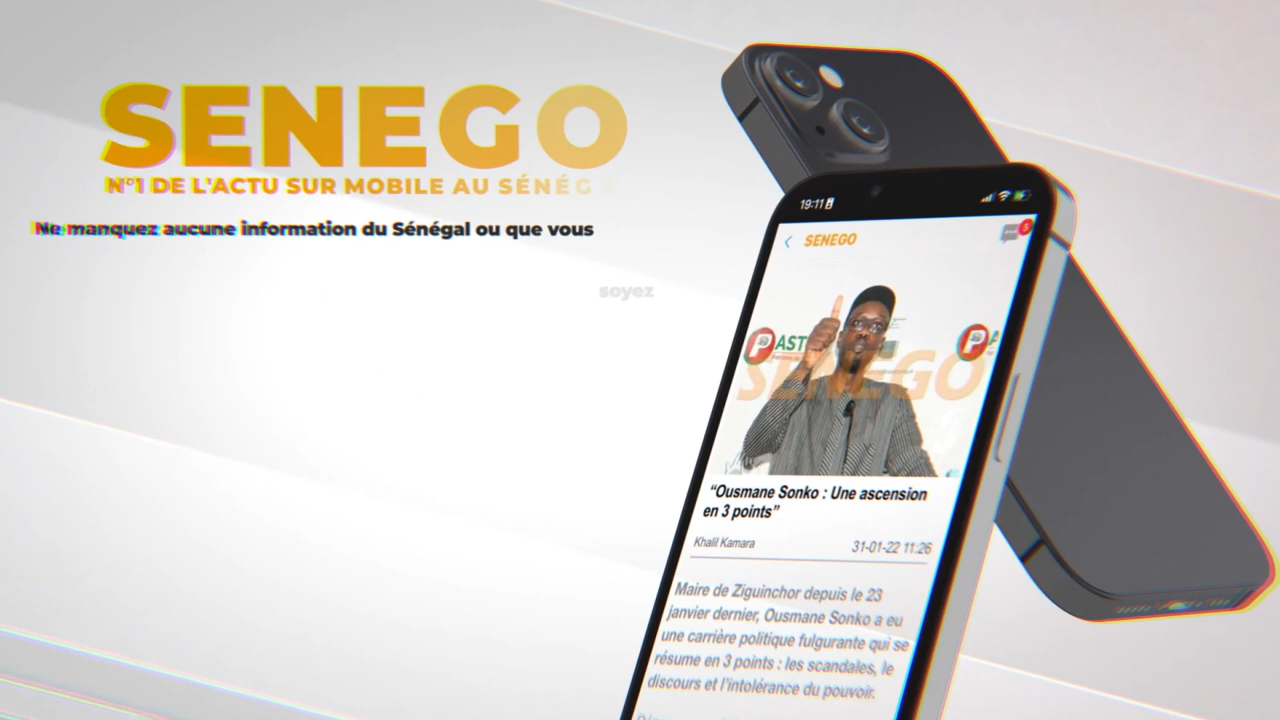 SENEGO
N°1 DE L'ACTU SUR MOBILE AU SÉNÉG
Ne manquez aucune information du Sénégal ou que vous
soyez
19:11
SENEGO
5
PAST
P
SENEGO
“Ousmane Sonko : Une ascension
en 3 points”
Khalil Kamara 31-01-22 11:26
Maire de Ziguinchor depuis le 23
janvier dernier, Ousmane Sonko a eu
une carrière politique fulgurante qui se
résume en 3 points : les scandales, le
discours et l'intolérance du pouvoir.